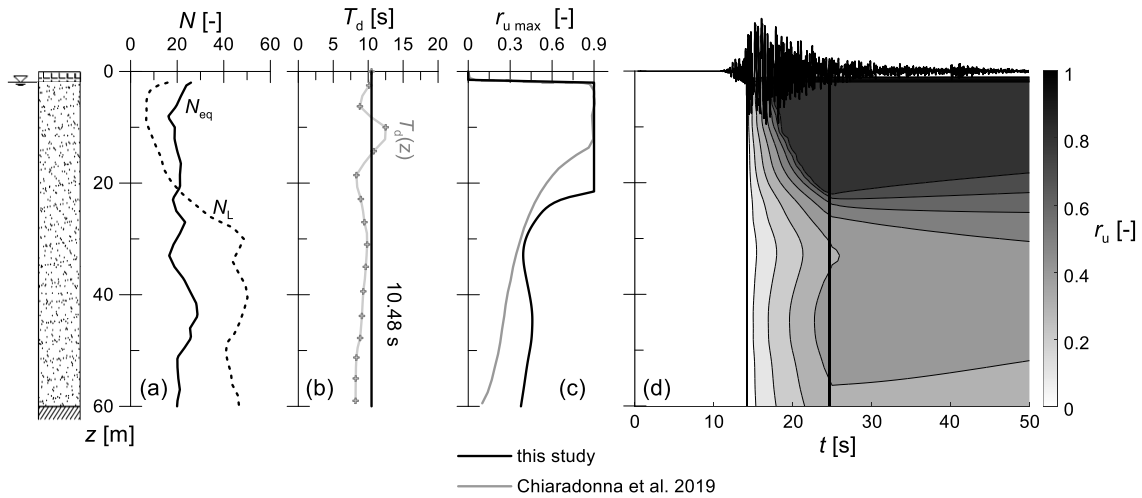 N [-]
0 20 40 60
T_d [s]
0 5 10 15 20
r_u max [-]
0 0.3 0.6 0.9
0
20
40
60
z [m]
N_eq
N_L
(a)
T_d(z)
10.48 s
(b)
(c)
(d)
0 10 20 30 40 50
t [s]
1
0.8
0.6
0.4
0.2
0
r_u [-]
this study
Chiaradonna et al. 2019